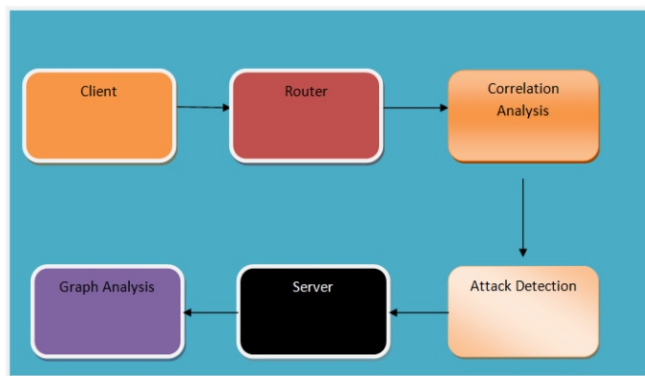 Client
Router
Correlation
Analysis
Graph Analysis
Server
Attack Detection